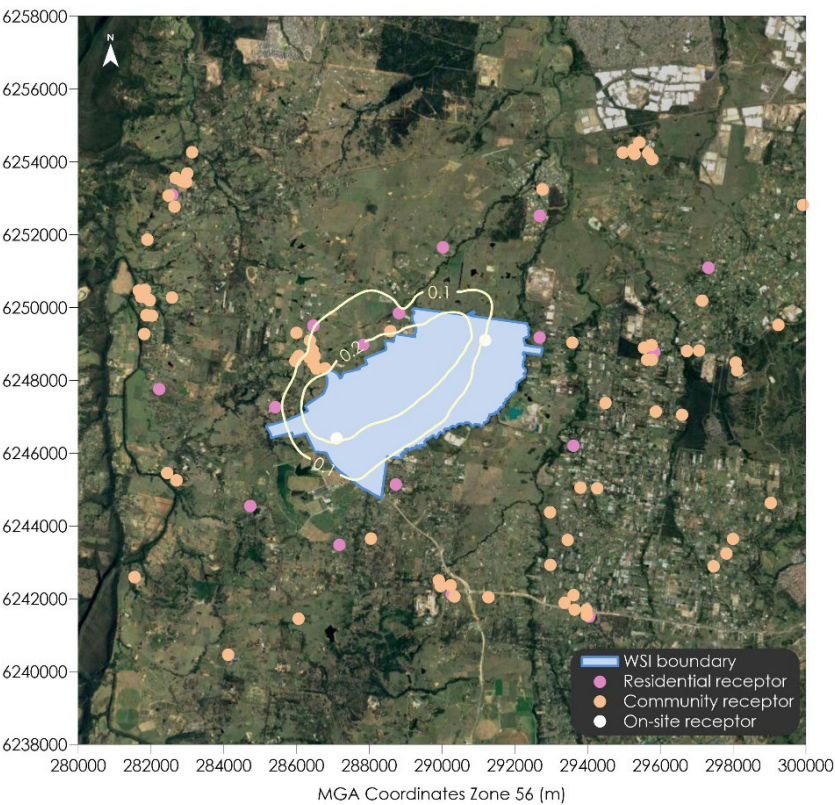 6258000
N
6256000
6254000
6252000
6250000
0.1
6248000
0.2
6246000
0.1
6244000
6242000
6240000
WSI boundary
Residential receptor
Community receptor
On-site receptor
6238000
280000 282000 284000 286000 288000 290000 292000 294000 296000 298000 300000
MGA Coordinates Zone 56 (m)